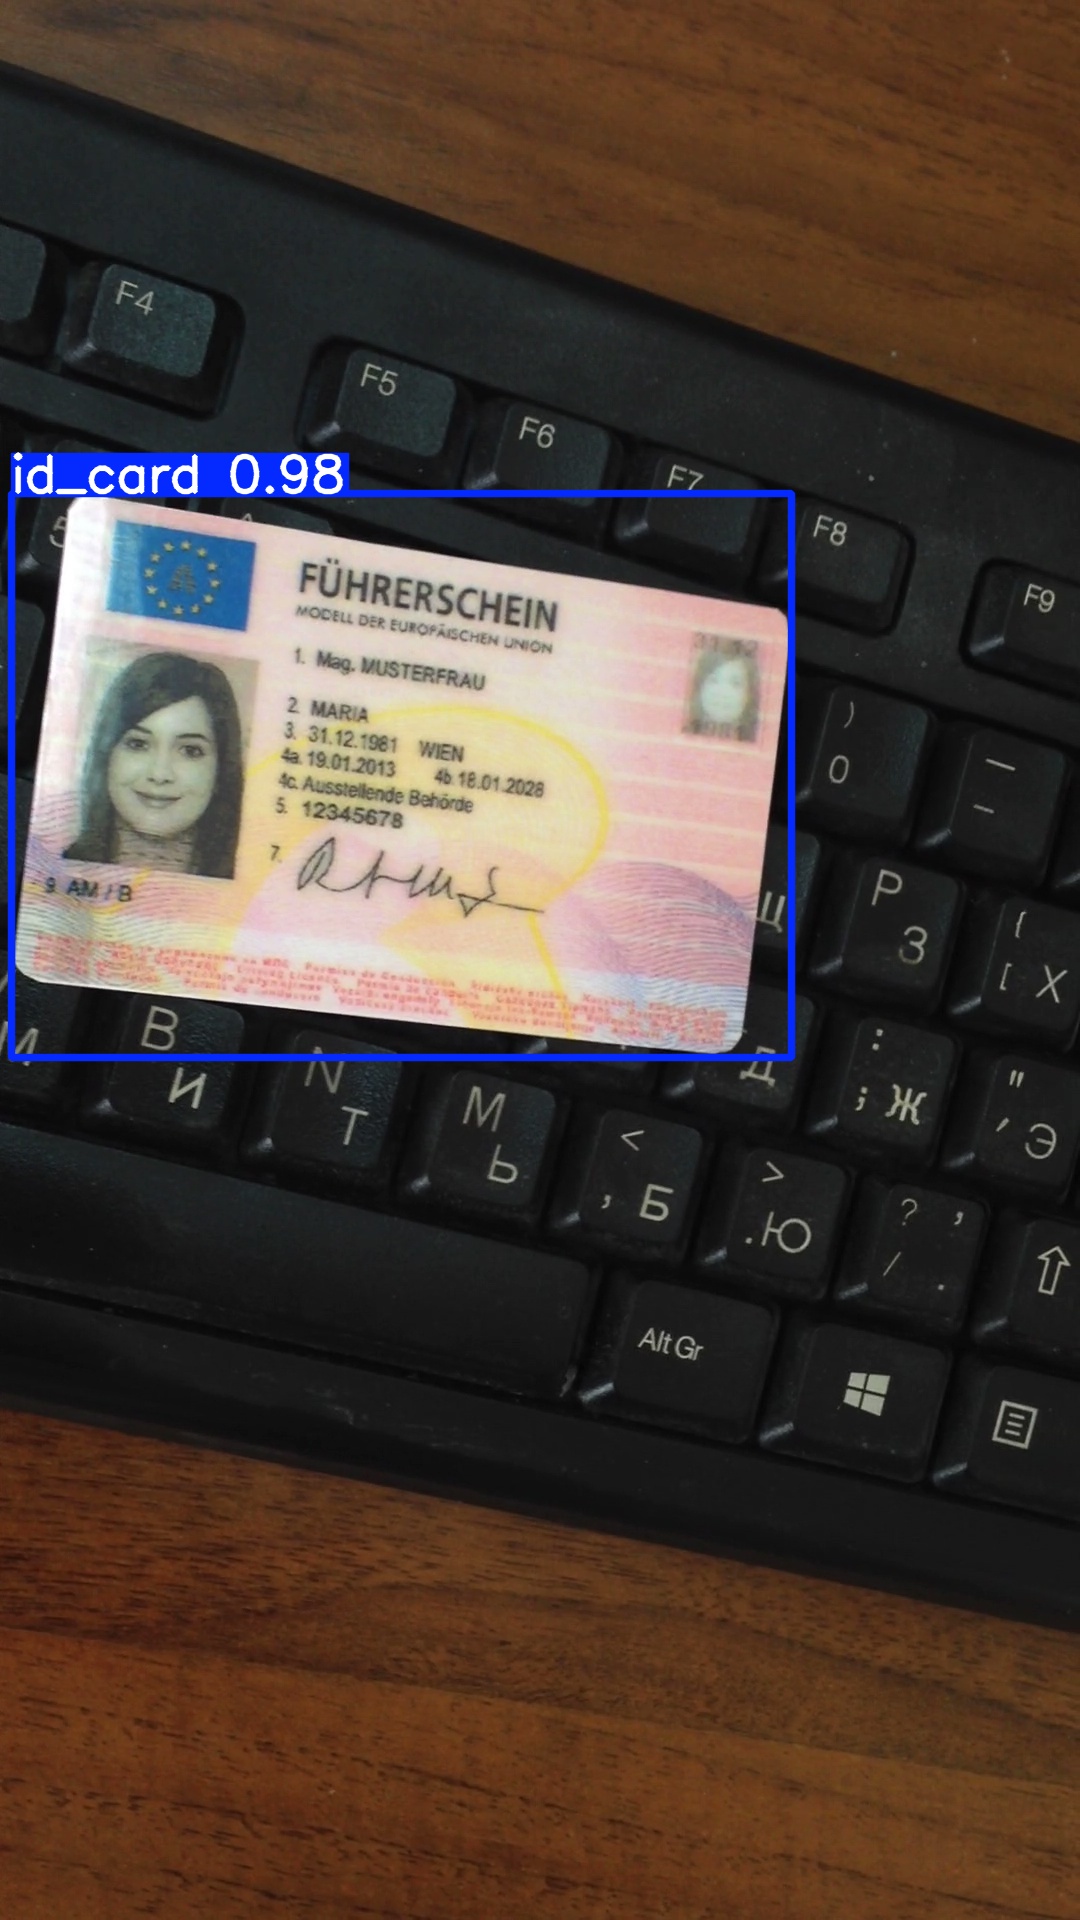 F4
F5
F6
F7
F8
F9
id_card 0.98
5
FÜHRERSCHEIN
MODELL DER EUROPÄISCHEN UNION
1. Mag. MUSTERFRAU
2. MARIA
3. 31.12.1981 WIEN
4a. 19.01.2013 4b. 18.01.2028
4c. Ausstellende Behörde
5. 12345678
7.
9. AM / B
)
0
—
–
Щ
P
З
{
[ Х
В
И
N
Т
М
Ь
<
, Б
>
. Ю
?
,
/
.
Д
:
; Ж
"
' Э
М
Alt Gr